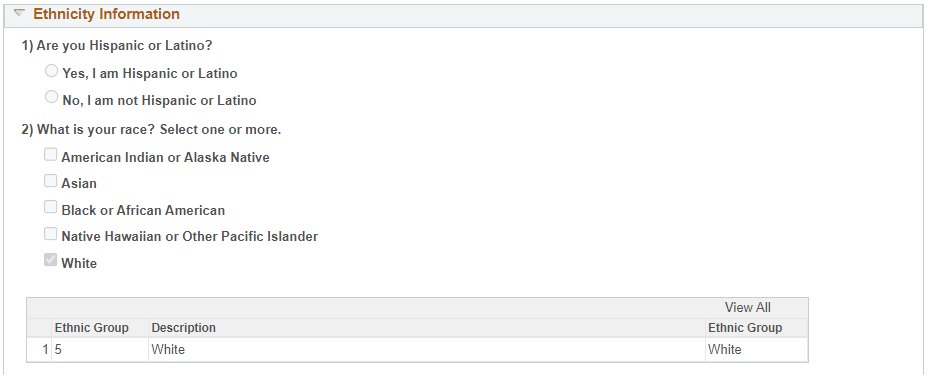 Ethnicity Information
1) Are you Hispanic or Latino?
Yes, I am Hispanic or Latino
No, I am not Hispanic or Latino
2) What is your race? Select one or more.
American Indian or Alaska Native
Asian
Black or African American
Native Hawaiian or Other Pacific Islander
White
View All
Ethnic Group Description Ethnic Group
1 5 White White